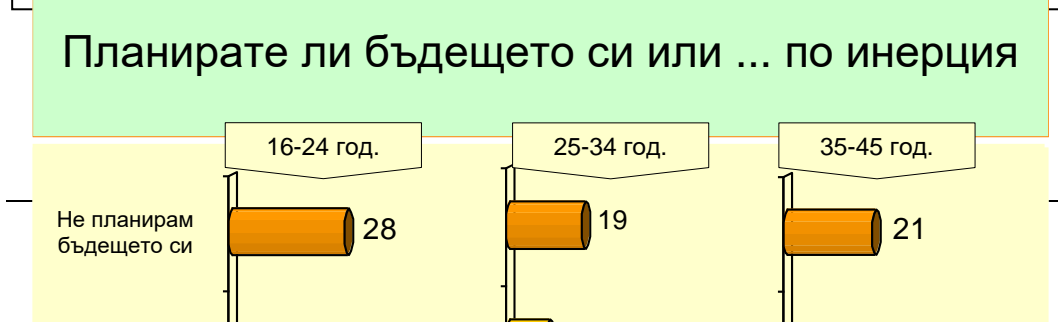 Планирате ли бъдещето си или ... по инерция
16-24 год.
25-34 год.
35-45 год.
Не планирам
бъдещето си
28
19
21